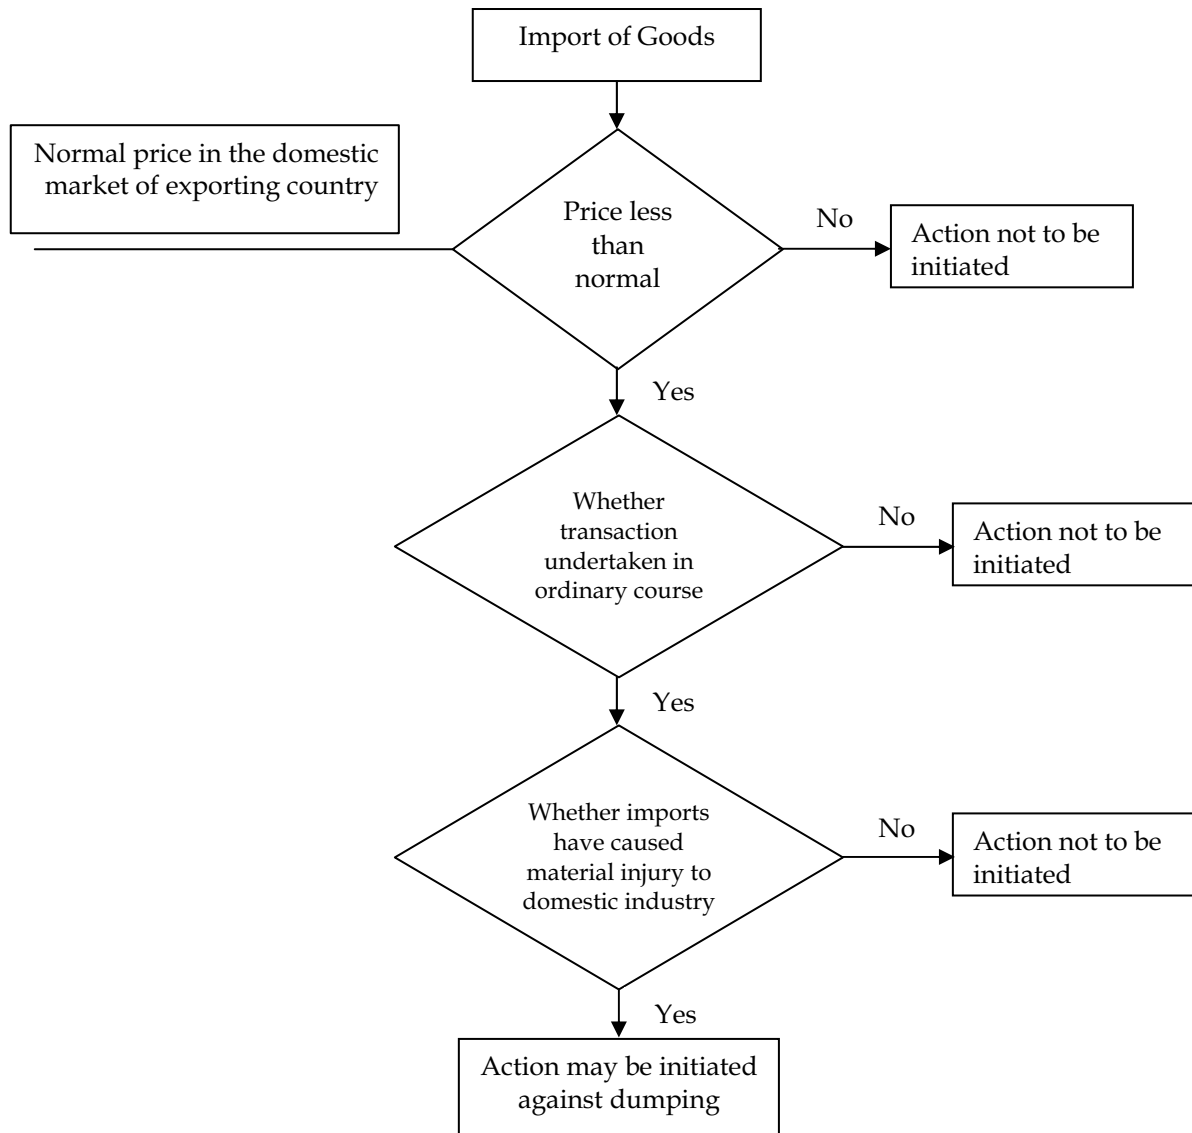 Import of Goods
Normal price in the domestic
market of exporting country
Price less
than
normal
No
Action not to be
initiated
Yes
Whether
transaction
undertaken in
ordinary course
No
Action not to be
initiated
Yes
Whether imports
have caused
material injury to
domestic industry
No
Action not to be
initiated
Yes
Action may be initiated
against dumping